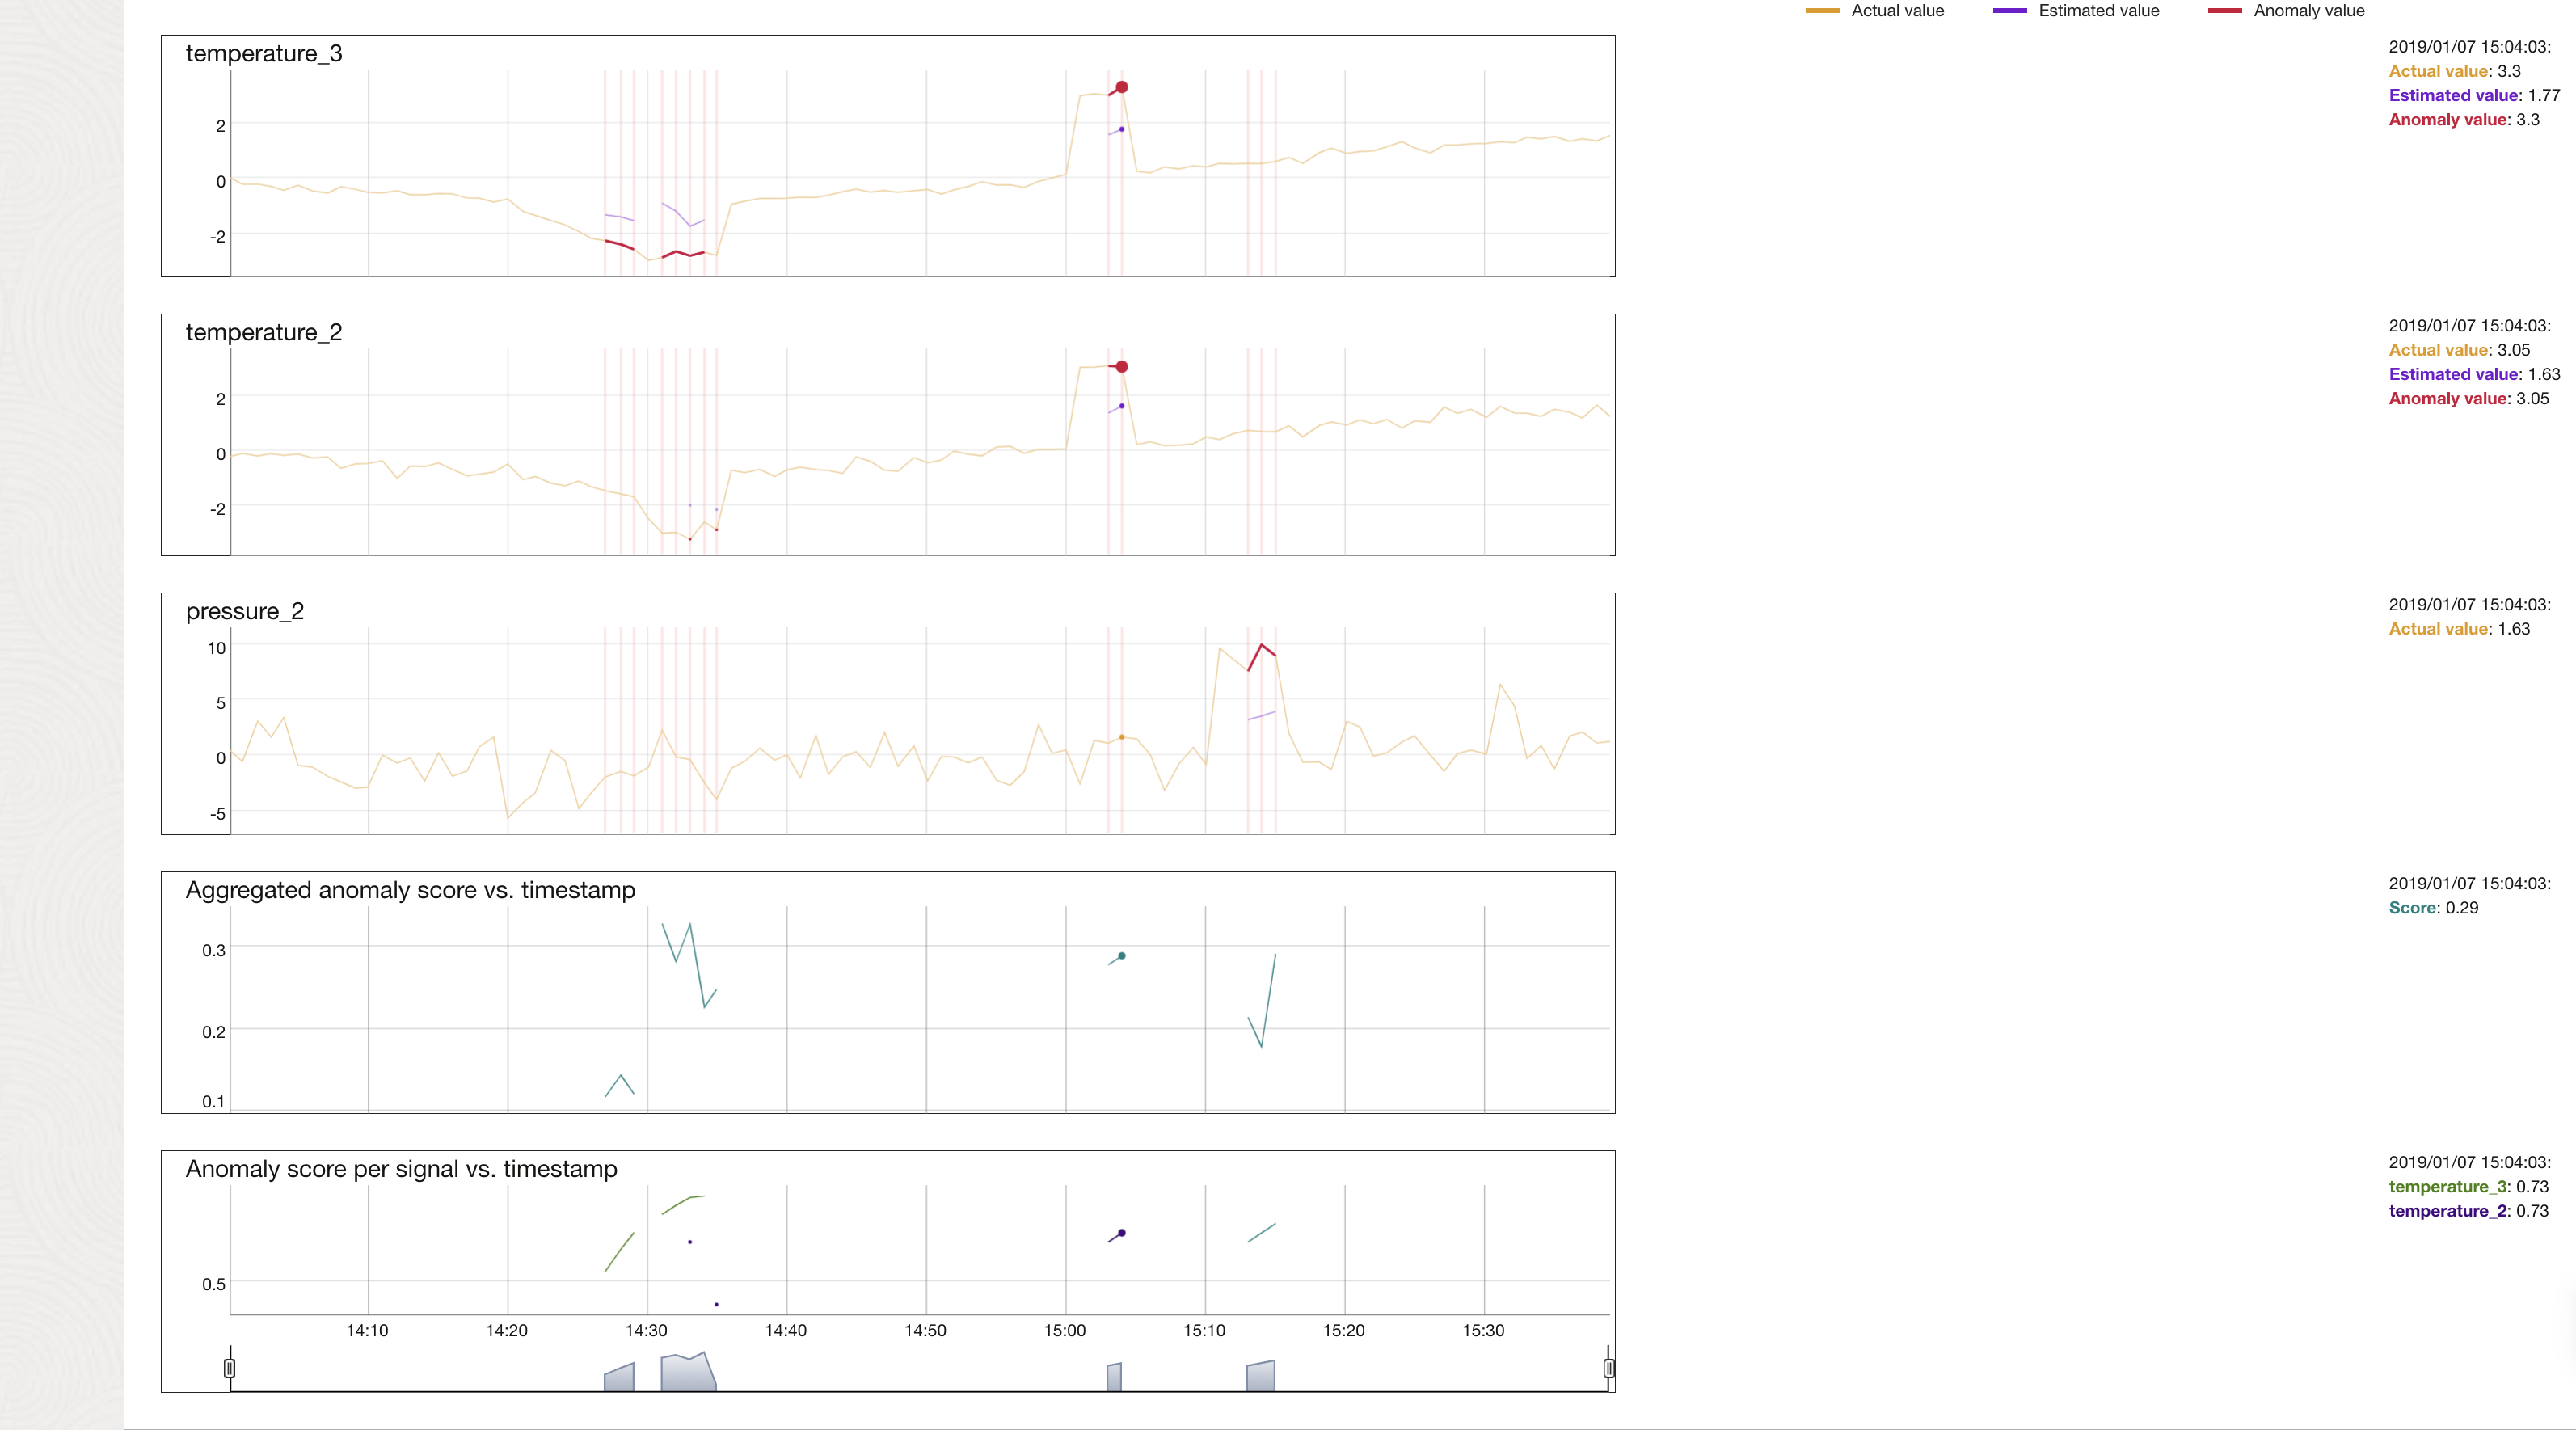 Actual value Estimated value Anomaly value
temperature_3
2
0
-2
2019/01/07 15:04:03:
Actual value: 3.3
Estimated value: 1.77
Anomaly value: 3.3
temperature_2
2
0
-2
2019/01/07 15:04:03:
Actual value: 3.05
Estimated value: 1.63
Anomaly value: 3.05
pressure_2
10
5
0
-5
2019/01/07 15:04:03:
Actual value: 1.63
Aggregated anomaly score vs. timestamp
0.3
0.2
0.1
2019/01/07 15:04:03:
Score: 0.29
Anomaly score per signal vs. timestamp
0.5
14:10 14:20 14:30 14:40 14:50 15:00 15:10 15:20 15:30
2019/01/07 15:04:03:
temperature_3: 0.73
temperature_2: 0.73